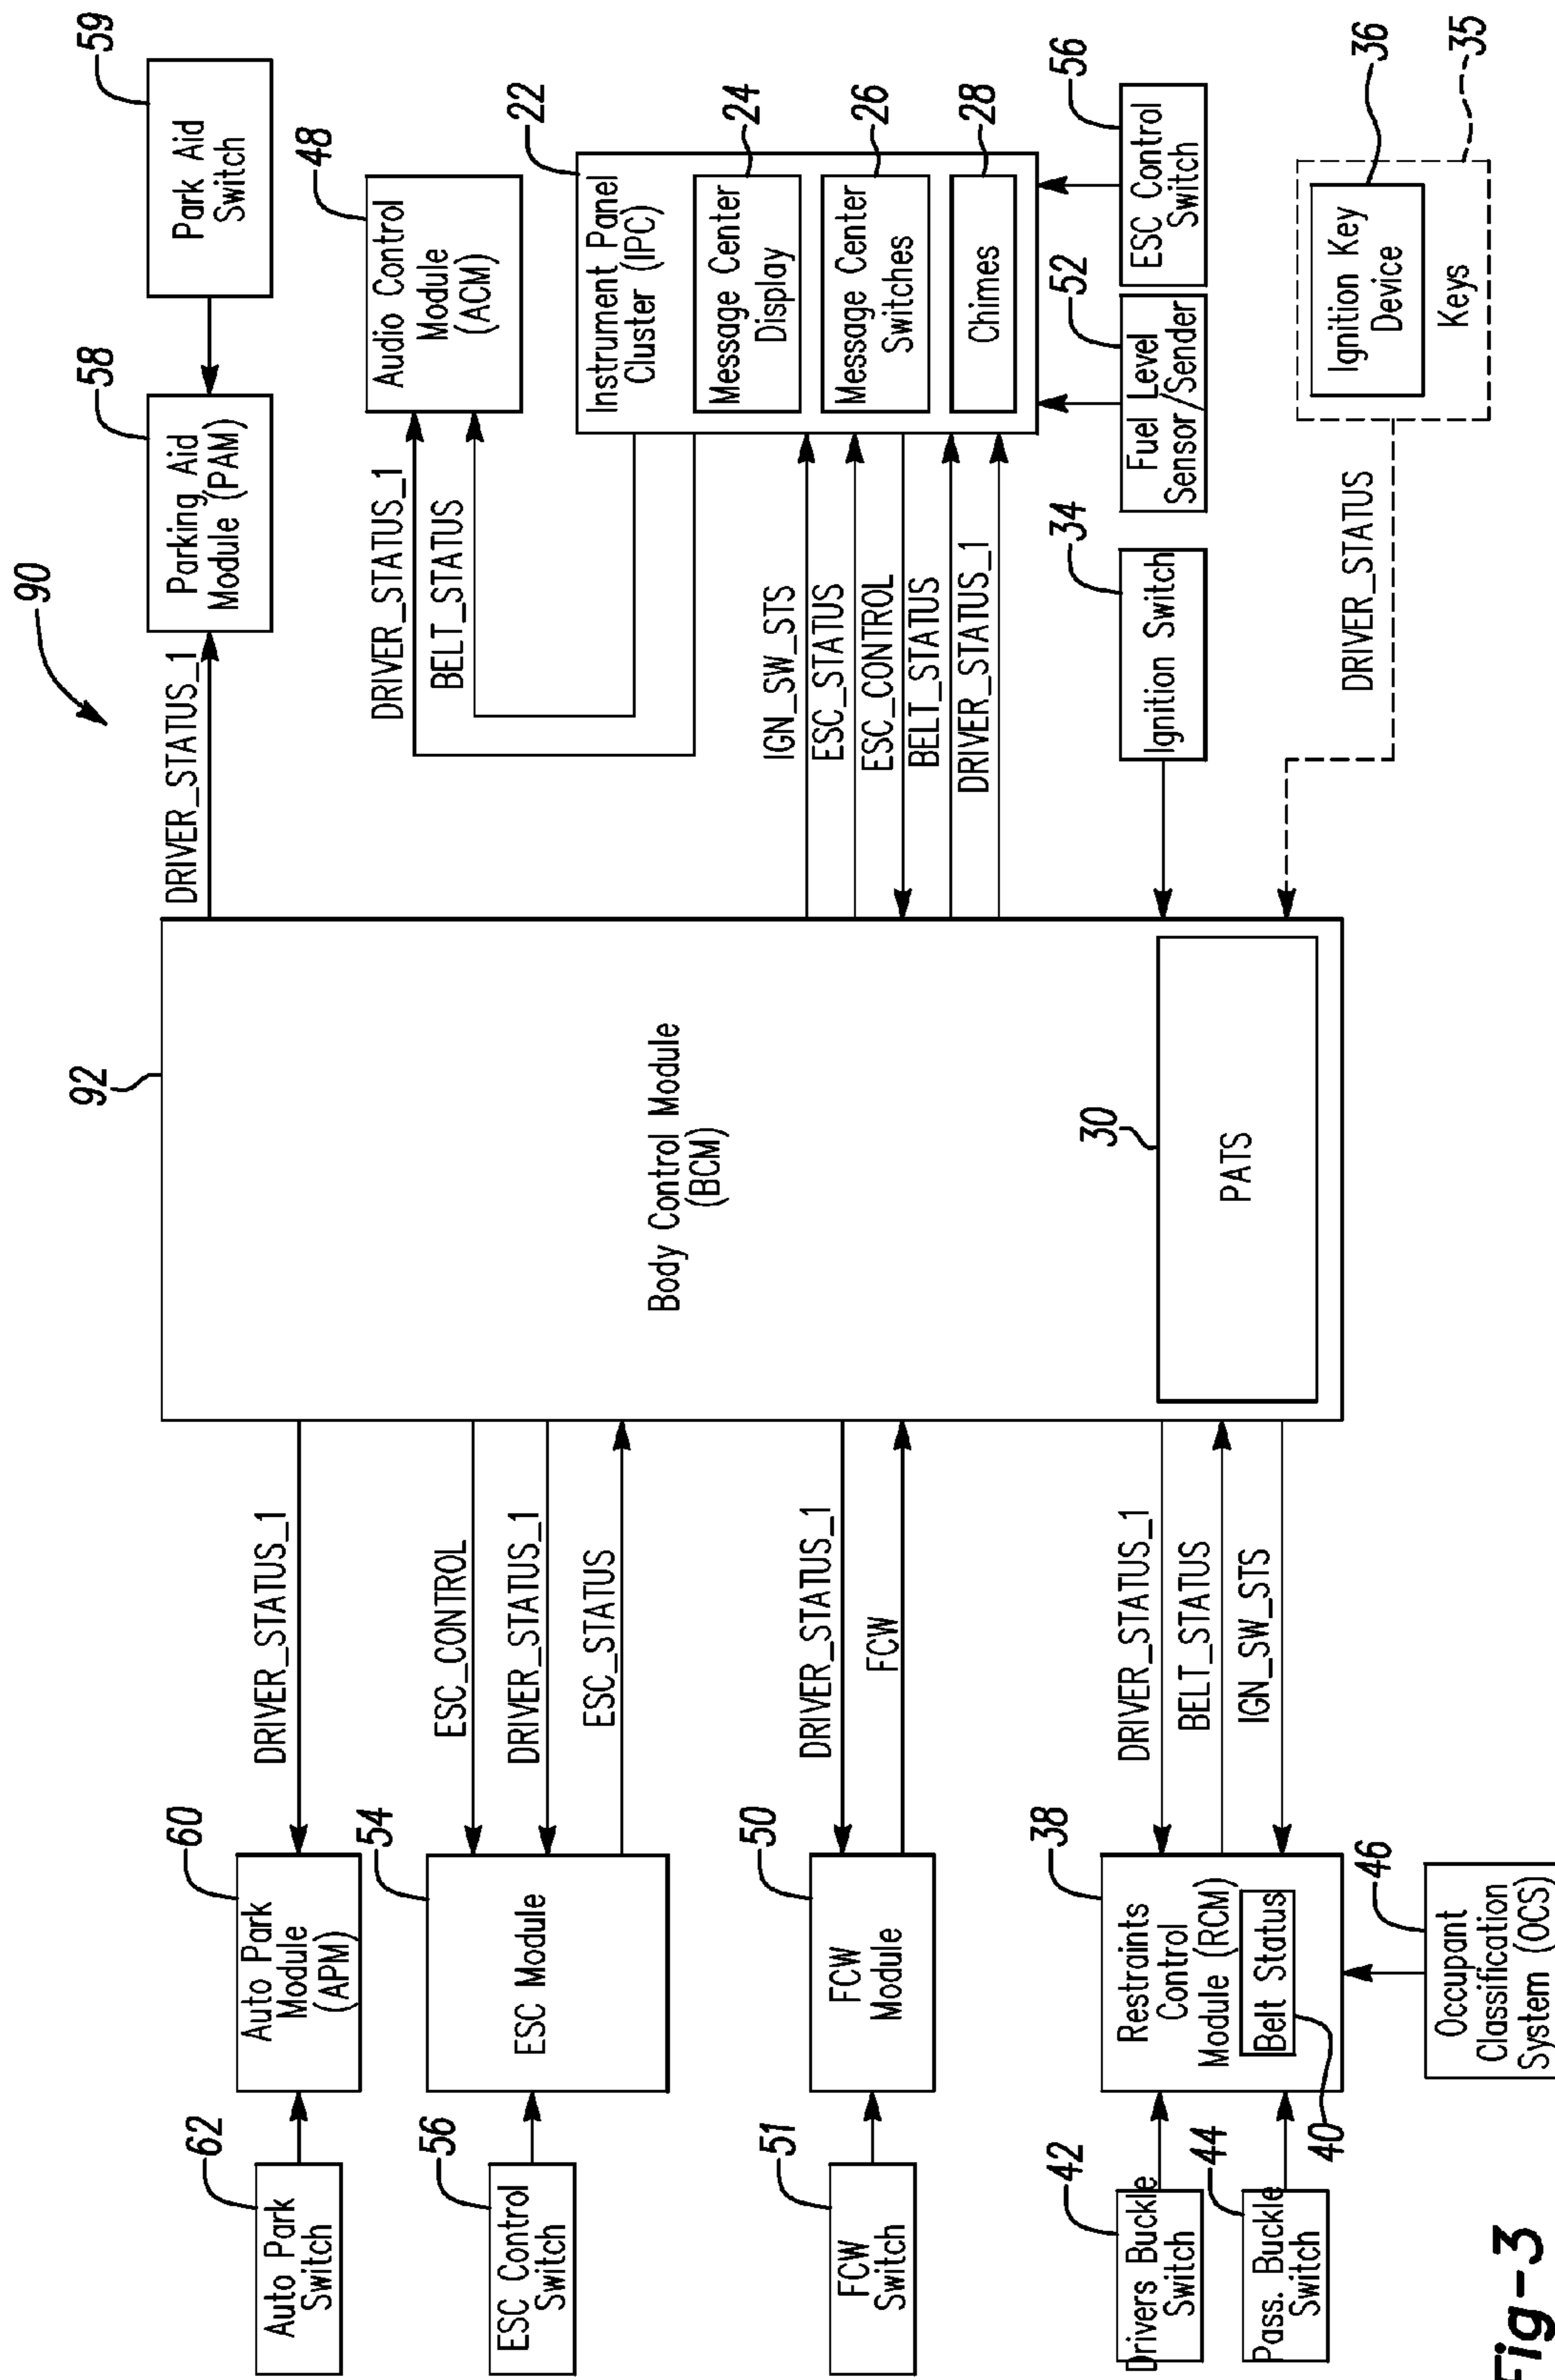 90
62
Auto Park
Switch
60
Auto Park
Module
(APM)
DRIVER_STATUS_1
92
Body Control Module
(BCM)
30
PATS
DRIVER_STATUS_1
58
Parking Aid
Module (PAM)
59
Park Aid
Switch
56
ESC Control
Switch
54
ESC Module
ESC_CONTROL
DRIVER_STATUS_1
ESC_STATUS
51
FCW
Switch
50
FCW
Module
DRIVER_STATUS_1
FCW
42
Drivers Buckle
Switch
44
Pass. Buckle
Switch
38
Restraints
Control
Module (RCM)
Belt Status
40
46
Occupant
Classification
System (OCS)
DRIVER_STATUS_1
BELT_STATUS
IGN_SW_STS
DRIVER_STATUS_1
BELT_STATUS
48
Audio Control
Module
(ACM)
22
Instrument Panel
Cluster (IPC)
Message Center
Display
24
Message Center
Switches
26
Chimes
28
IGN_SW_STS
ESC_STATUS
ESC_CONTROL
BELT_STATUS
DRIVER_STATUS_1
34
Ignition Switch
52
Fuel Level
Sensor/Sender
56
ESC Control
Switch
DRIVER_STATUS
Ignition Key
Device
36
Keys
35
Fig-3